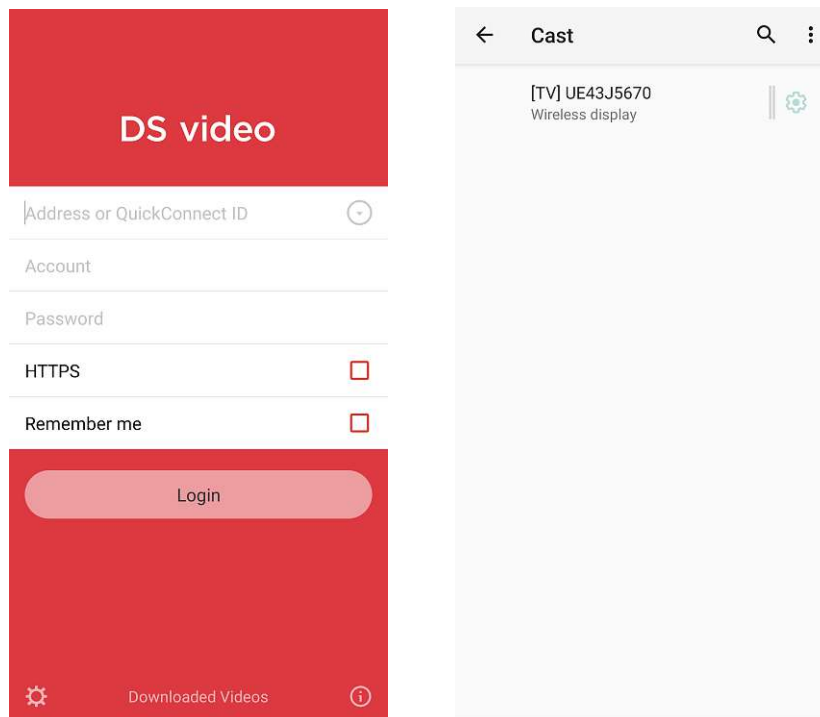 DS video
Address or QuickConnect ID
Account
Password
HTTPS
Remember me
Login
Downloaded Videos
Cast
[TV] UE43J5670
Wireless display